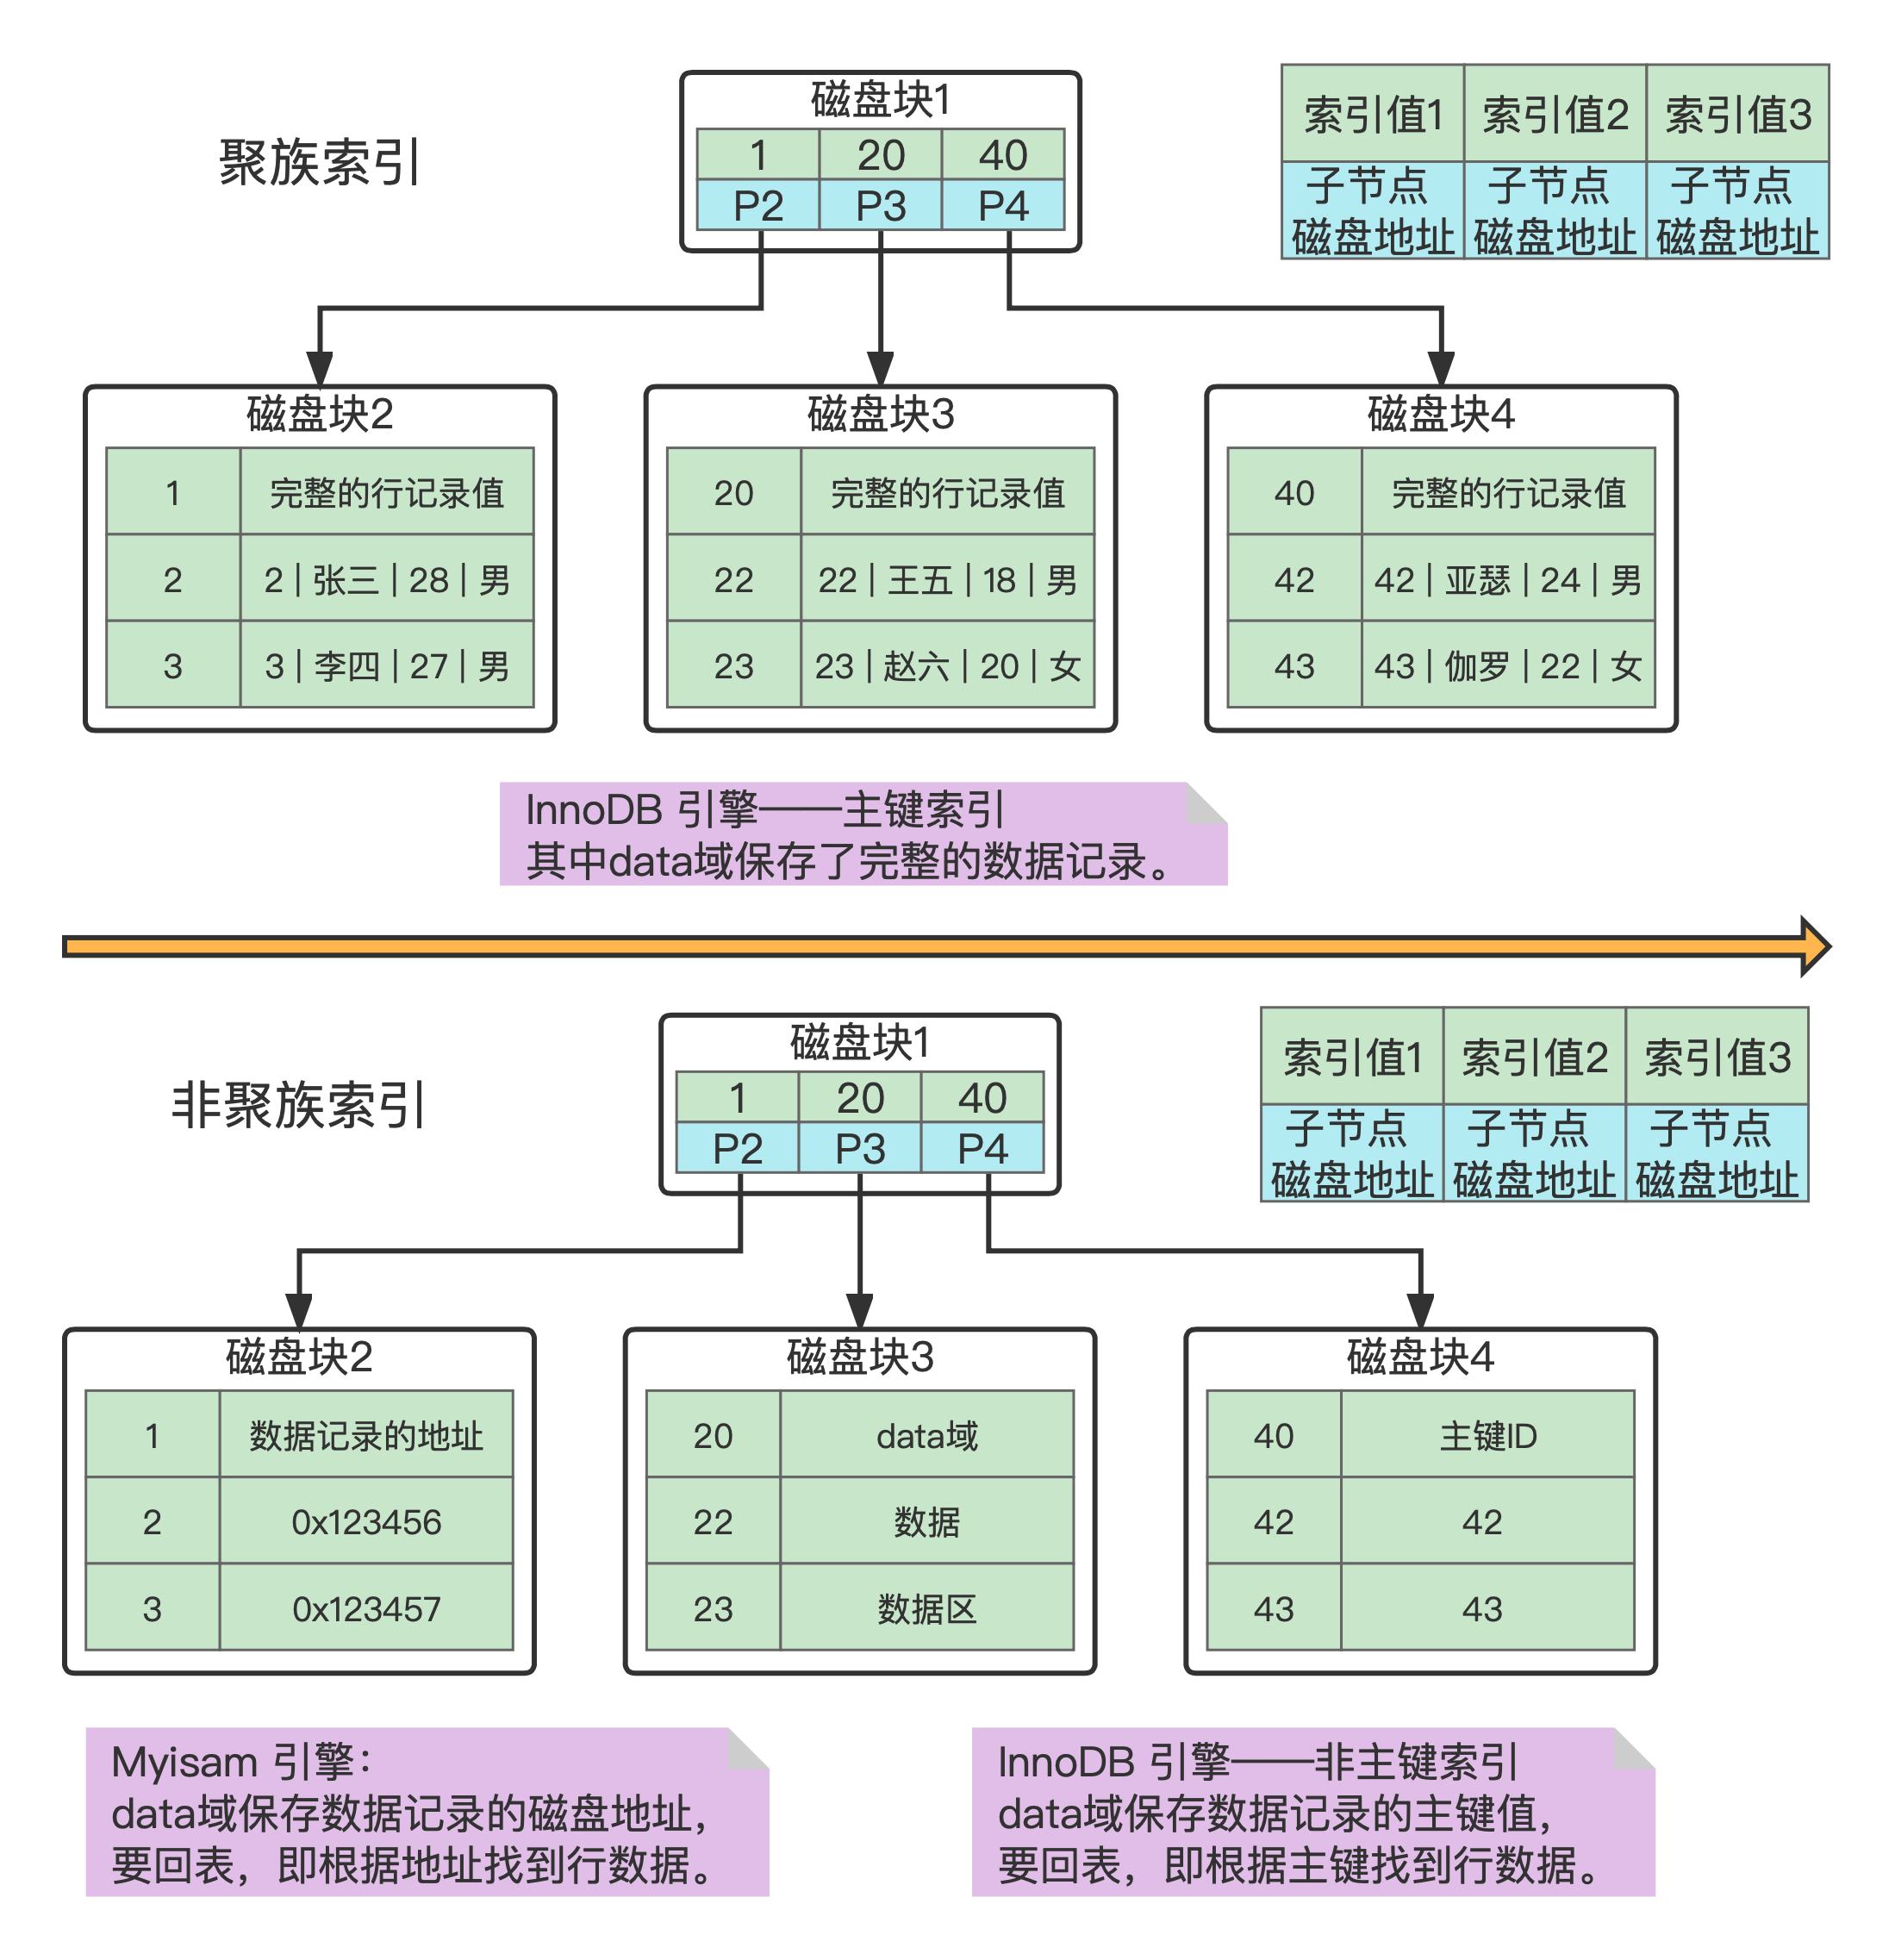 聚族索引
磁盘块1
1 20 40
P2 P3 P4
索引值1 索引值2 索引值3
子节点 子节点 子节点
磁盘地址 磁盘地址 磁盘地址
磁盘块2
1 完整的行记录值
2 2 | 张三 | 28 | 男
3 3 | 李四 | 27 | 男
磁盘块3
20 完整的行记录值
22 22 | 王五 | 18 | 男
23 23 | 赵六 | 20 | 女
磁盘块4
40 完整的行记录值
42 42 | 亚瑟 | 24 | 男
43 43 | 伽罗 | 22 | 女
InnoDB 引擎——主键索引
其中data域保存了完整的数据记录。
非聚族索引
磁盘块1
1 20 40
P2 P3 P4
索引值1 索引值2 索引值3
子节点 子节点 子节点
磁盘地址 磁盘地址 磁盘地址
磁盘块2
1 数据记录的地址
2 0x123456
3 0x123457
磁盘块3
20 data域
22 数据
23 数据区
磁盘块4
40 主键ID
42 42
43 43
Myisam 引擎：
data域保存数据记录的磁盘地址，
要回表，即根据地址找到行数据。
InnoDB 引擎——非主键索引
data域保存数据记录的主键值，
要回表，即根据主键找到行数据。